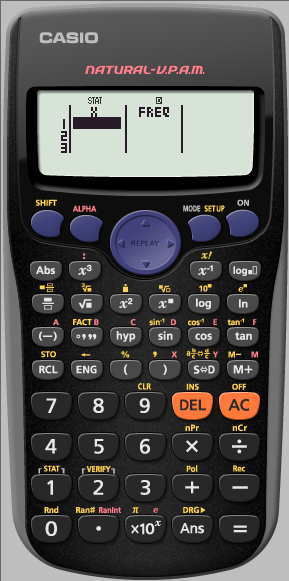 CASIO
NATURAL-V.P.A.M.
STAT D
X FREQ
1
2
3
SHIFT ALPHA MODE SETUP ON
REPLAY
: x!
Abs x³ x⁻¹ log▪▯
10▪ e▪
√▪ x² x▪ log ln
A FACT B C sin⁻¹ D cos⁻¹ E tan⁻¹ F
(−) °,,, hyp sin cos tan
STO ← % , X a b/c⇔d/c Y M− M
RCL ENG ( ) S⇔D M+
CLR INS OFF
7 8 9 DEL AC
nPr nCr
4 5 6 × ÷
STAT VERIFY Pol Rec
1 2 3 + −
Rnd Ran# RanInt π e DRG▶
0 · ×10ˣ Ans =